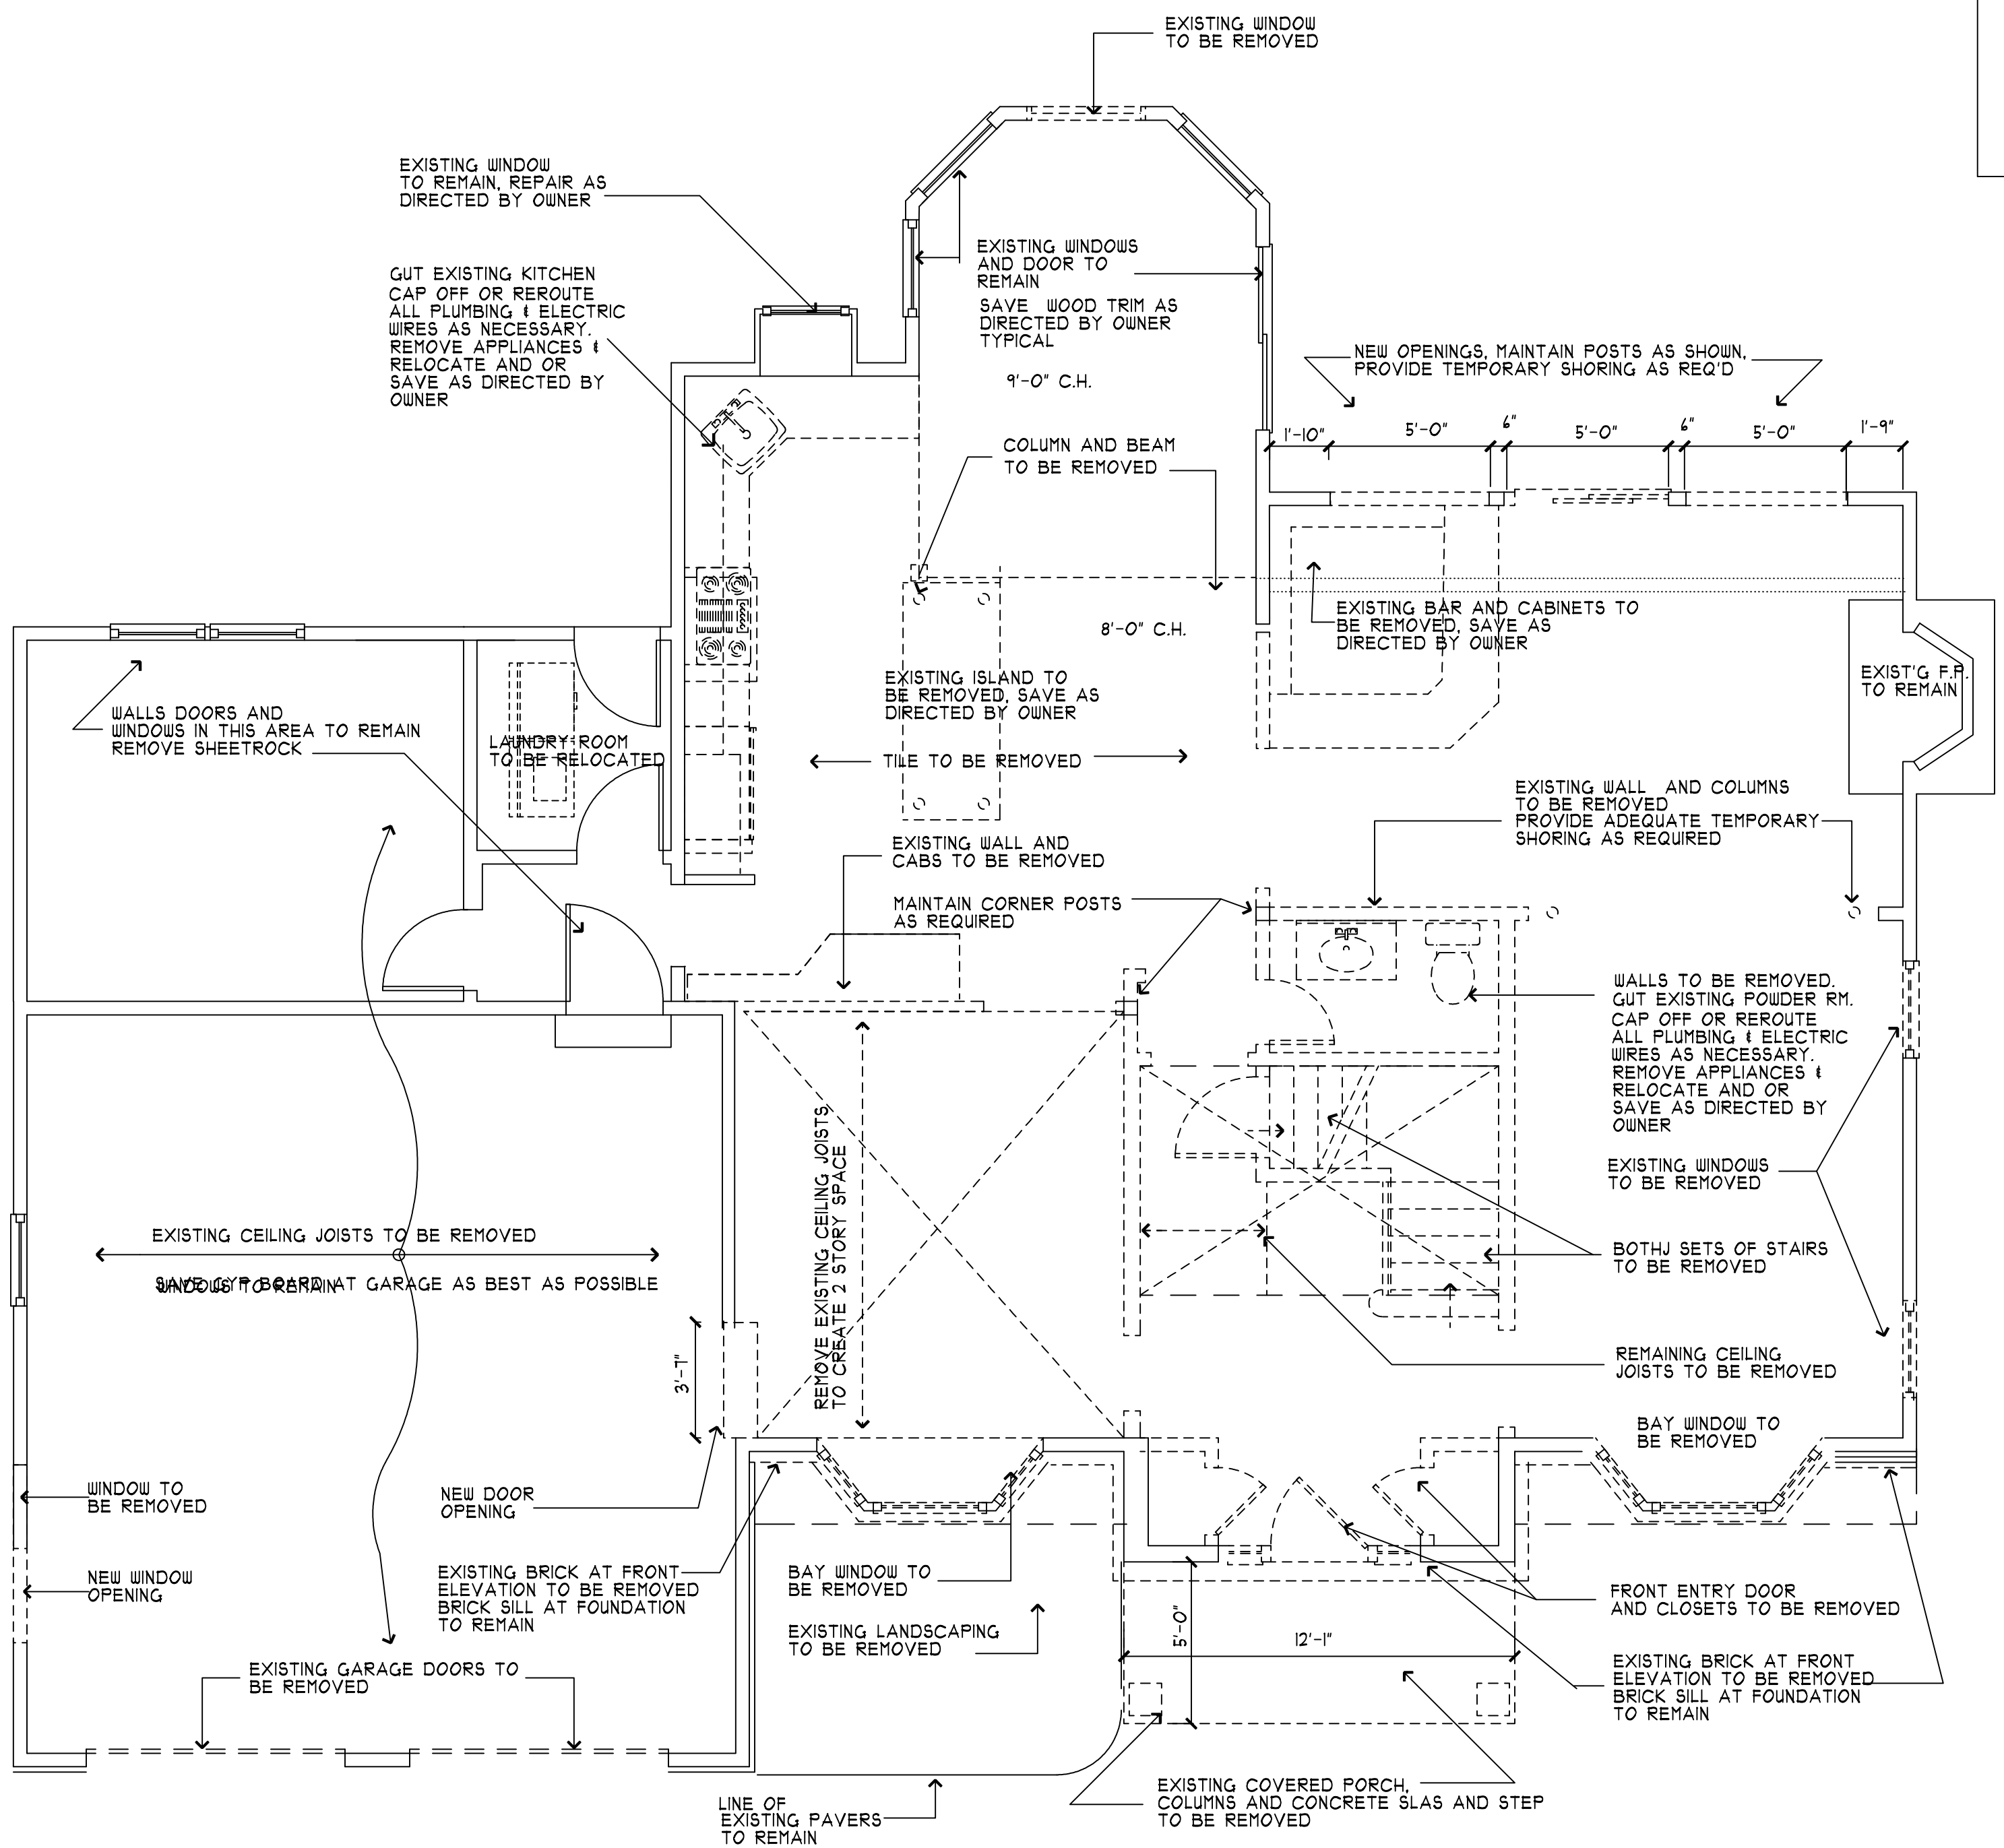 EXISTING WINDOW
TO BE REMOVED
EXISTING WINDOW
TO REMAIN, REPAIR AS
DIRECTED BY OWNER
GUT EXISTING KITCHEN
CAP OFF OR REROUTE
ALL PLUMBING & ELECTRIC
WIRES AS NECESSARY.
REMOVE APPLIANCES &
RELOCATE AND OR
SAVE AS DIRECTED BY
OWNER
EXISTING WINDOWS
AND DOOR TO
REMAIN
SAVE WOOD TRIM AS
DIRECTED BY OWNER
TYPICAL
9'-0" C.H.
NEW OPENINGS, MAINTAIN POSTS AS SHOWN,
PROVIDE TEMPORARY SHORING AS REQ'D
1'-10"
5'-0"
6"
5'-0"
6"
5'-0"
1'-9"
COLUMN AND BEAM
TO BE REMOVED
8'-0" C.H.
EXISTING BAR AND CABINETS TO
BE REMOVED, SAVE AS
DIRECTED BY OWNER
EXIST'G F.P.
TO REMAIN
EXISTING ISLAND TO
BE REMOVED, SAVE AS
DIRECTED BY OWNER
WALLS DOORS AND
WINDOWS IN THIS AREA TO REMAIN
REMOVE SHEETROCK
LAUNDRY ROOM
TO BE RELOCATED
TILE TO BE REMOVED
EXISTING WALL AND COLUMNS
TO BE REMOVED
PROVIDE ADEQUATE TEMPORARY
SHORING AS REQUIRED
EXISTING WALL AND
CABS TO BE REMOVED
MAINTAIN CORNER POSTS
AS REQUIRED
WALLS TO BE REMOVED.
GUT EXISTING POWDER RM.
CAP OFF OR REROUTE
ALL PLUMBING & ELECTRIC
WIRES AS NECESSARY.
REMOVE APPLIANCES &
RELOCATE AND OR
SAVE AS DIRECTED BY
OWNER
REMOVE EXISTING CEILING JOISTS
TO CREATE 2 STORY SPACE
EXISTING WINDOWS
TO BE REMOVED
EXISTING CEILING JOISTS TO BE REMOVED
SAVE GYP BOARD AT GARAGE AS BEST AS POSSIBLE
WINDOWS TO REMAIN
BOTHJ SETS OF STAIRS
TO BE REMOVED
3'-7"
REMAINING CEILING
JOISTS TO BE REMOVED
BAY WINDOW TO
BE REMOVED
WINDOW TO
BE REMOVED
NEW DOOR
OPENING
NEW WINDOW
OPENING
EXISTING BRICK AT FRONT
ELEVATION TO BE REMOVED
BRICK SILL AT FOUNDATION
TO REMAIN
BAY WINDOW TO
BE REMOVED
EXISTING LANDSCAPING
TO BE REMOVED
5'-0"
12'-1"
FRONT ENTRY DOOR
AND CLOSETS TO BE REMOVED
EXISTING BRICK AT FRONT
ELEVATION TO BE REMOVED
BRICK SILL AT FOUNDATION
TO REMAIN
EXISTING GARAGE DOORS TO
BE REMOVED
LINE OF
EXISTING PAVERS
TO REMAIN
EXISTING COVERED PORCH,
COLUMNS AND CONCRETE SLAS AND STEP
TO BE REMOVED